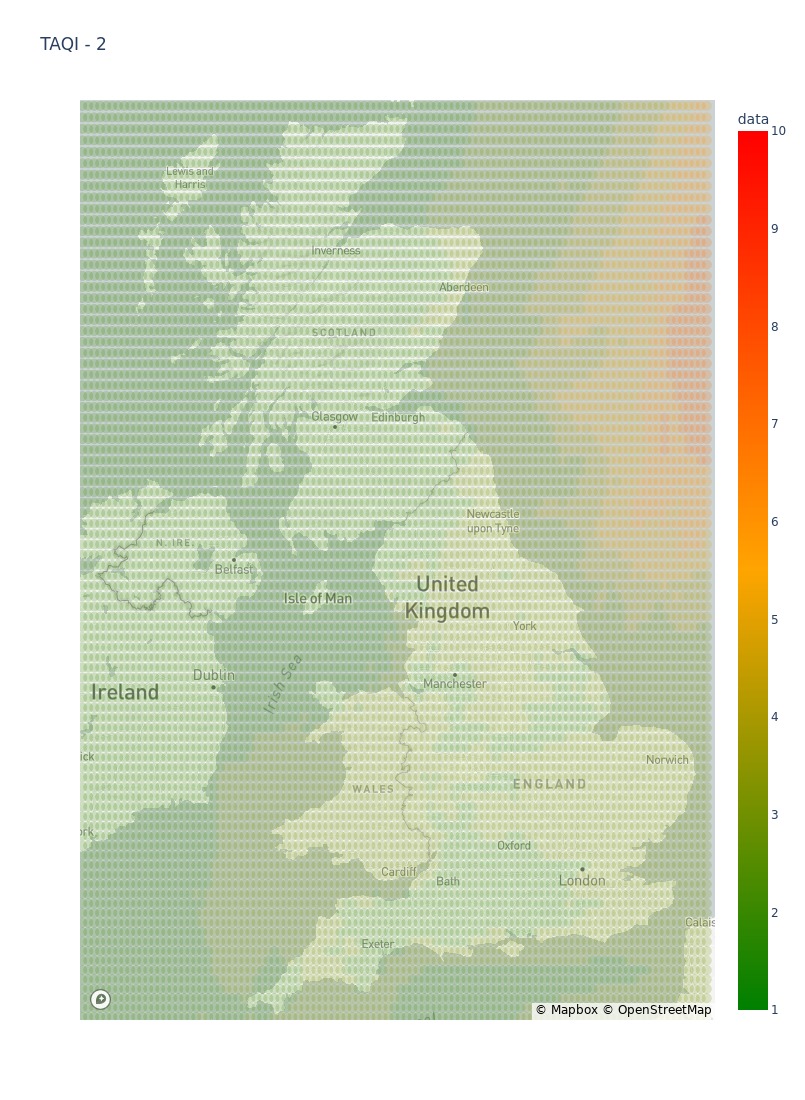 TAQI - 2
data
10
9
8
7
6
5
4
3
2
1
Lewis and
Harris
Inverness
Aberdeen
SCOTLAND
Glasgow
Edinburgh
Newcastle
upon Tyne
N. IRE.
Belfast
Isle of Man
United
Kingdom
York
Irish Sea
Dublin
Manchester
Ireland
ick
Norwich
WALES
ENGLAND
ork
Oxford
Cardiff
Bath
London
Calais
Exeter
© Mapbox © OpenStreetMap